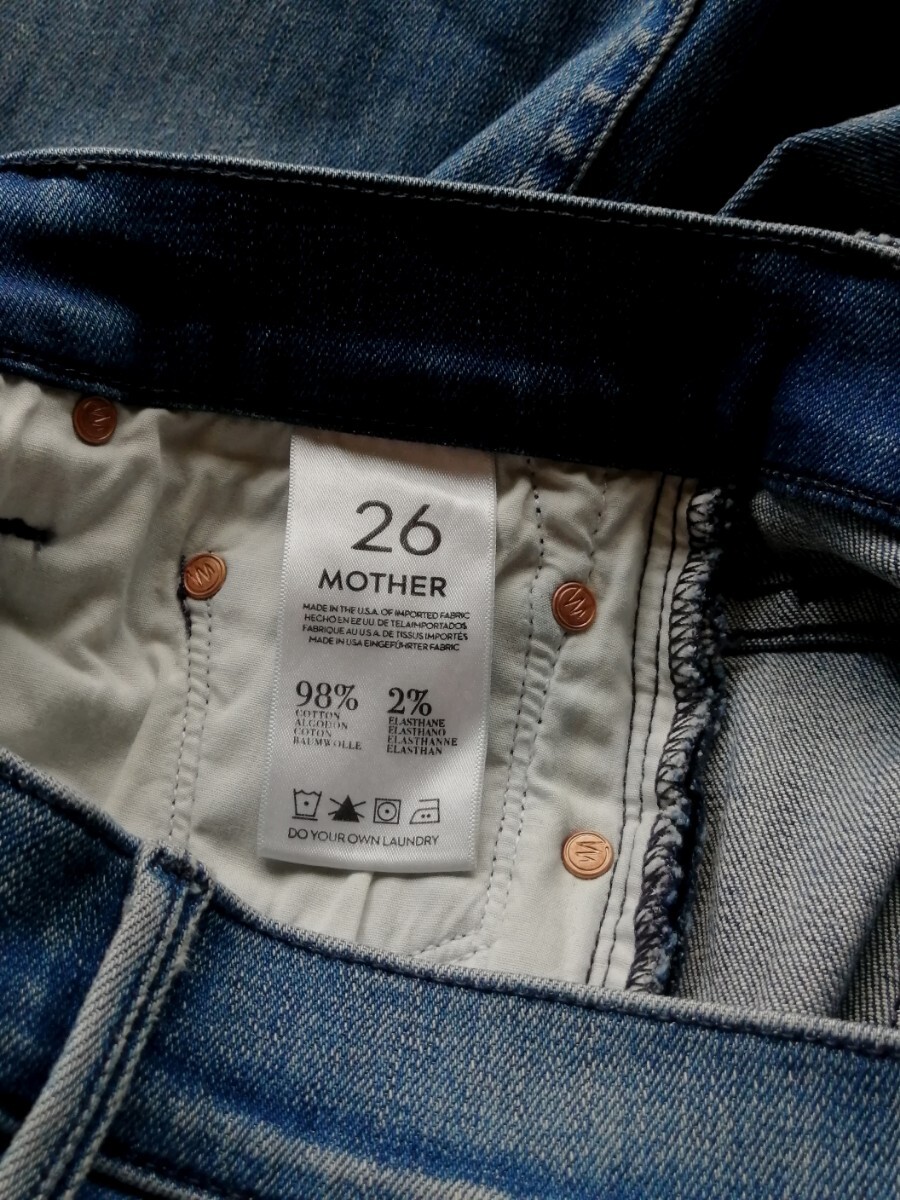 26
MOTHER
MADE IN THE U.S.A. OF IMPORTED FABRIC
HECHO EN EE UU. DE TELA IMPORTADOS
FABRIQUE AU U.S.A. DE TISSUS IMPORTÉS
MADE IN USA EINGEFÜHRTER FABRIC
98% 2%
COTTON ELASTHANE
ALGODON ELASTHANO
COTON ELASTHANNE
BAUMWOLLE ELASTHAN
DO YOUR OWN LAUNDRY